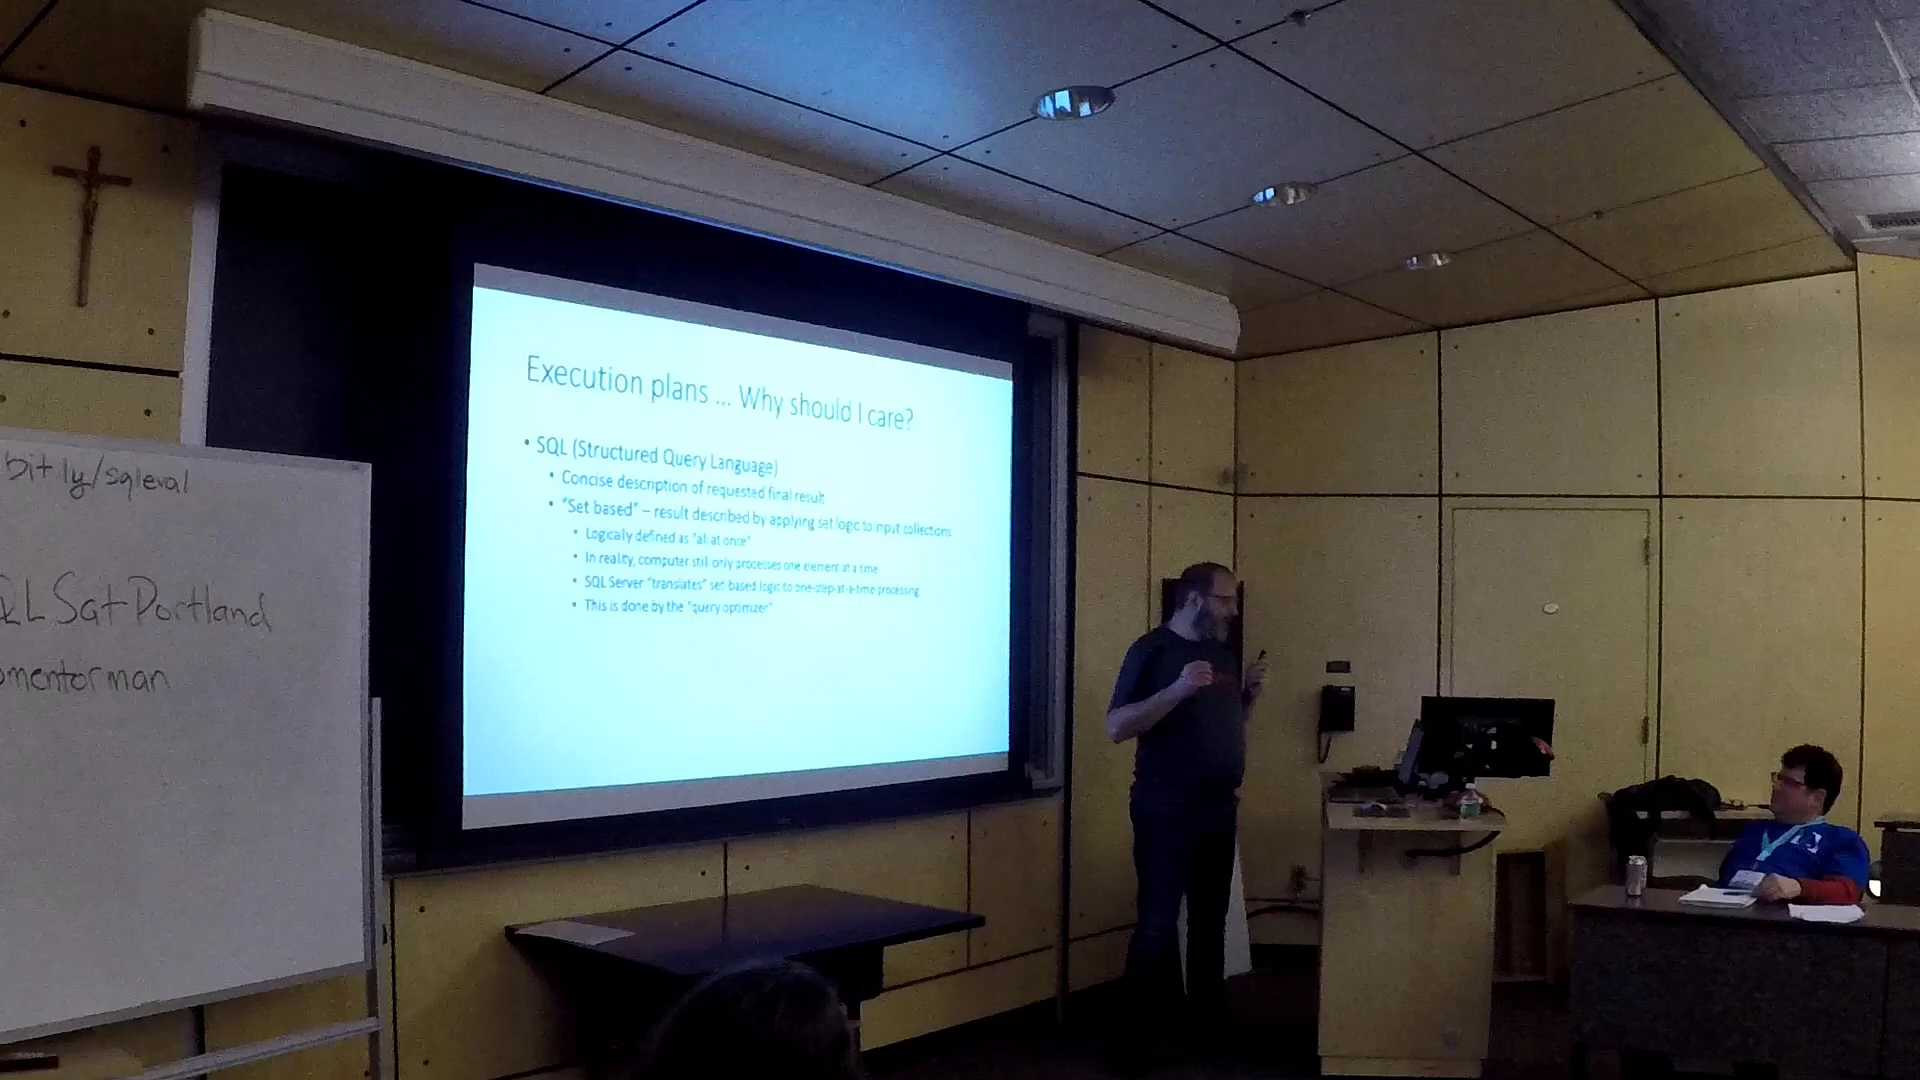 bit ly/sqleval
LSatPortland
mentorman
Execution plans ... Why should I care?
• SQL (Structured Query Language)
• Concise description of requested final result
• "Set based" – result described by applying set logic to input collections
• Logically defined as "all at once"
• In reality, computer still only processes one element at a time
• SQL Server "translates" set-based logic to one-step-at-a-time processing
• This is done by the "query optimizer"